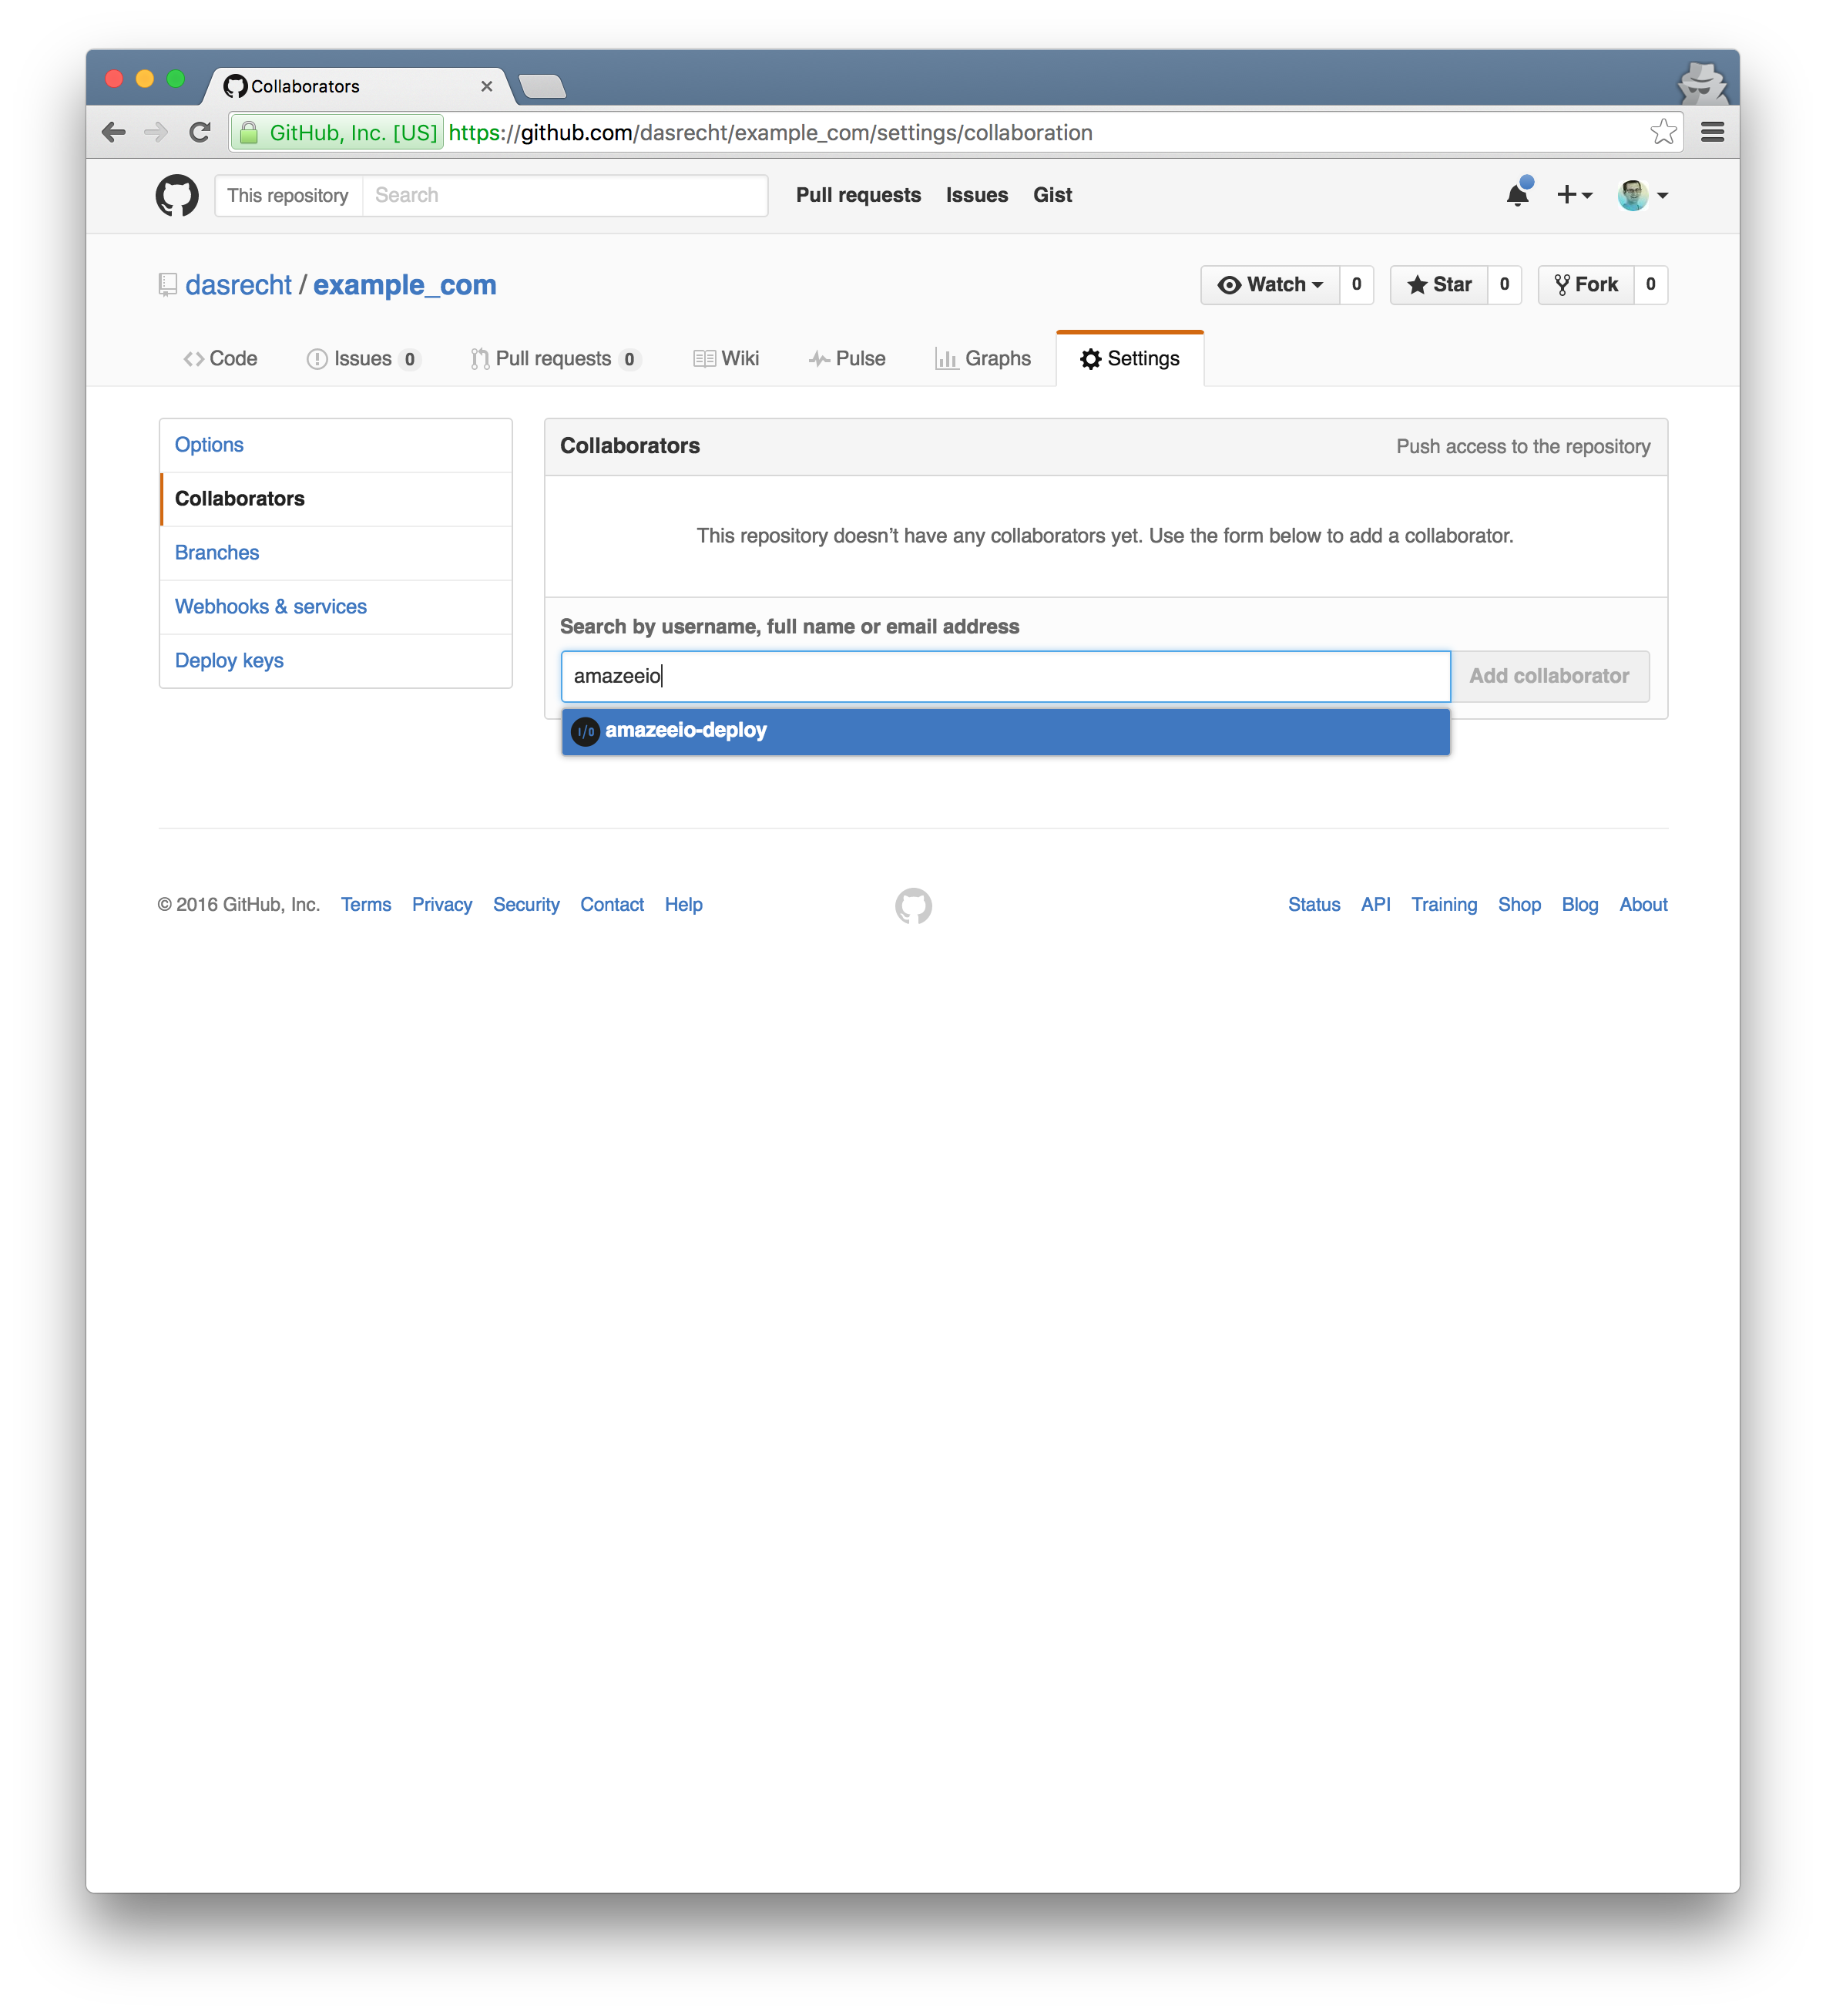 Collaborators
GitHub, Inc. [US] https://github.com/dasrecht/example_com/settings/collaboration
This repository Search Pull requests Issues Gist
dasrecht / example_com Watch 0 Star 0 Fork 0
Code Issues 0 Pull requests 0 Wiki Pulse Graphs Settings
Options
Collaborators
Branches
Webhooks & services
Deploy keys
Collaborators Push access to the repository
This repository doesn’t have any collaborators yet. Use the form below to add a collaborator.
Search by username, full name or email address
amazeeio Add collaborator
I/O amazeeio-deploy
© 2016 GitHub, Inc. Terms Privacy Security Contact Help Status API Training Shop Blog About